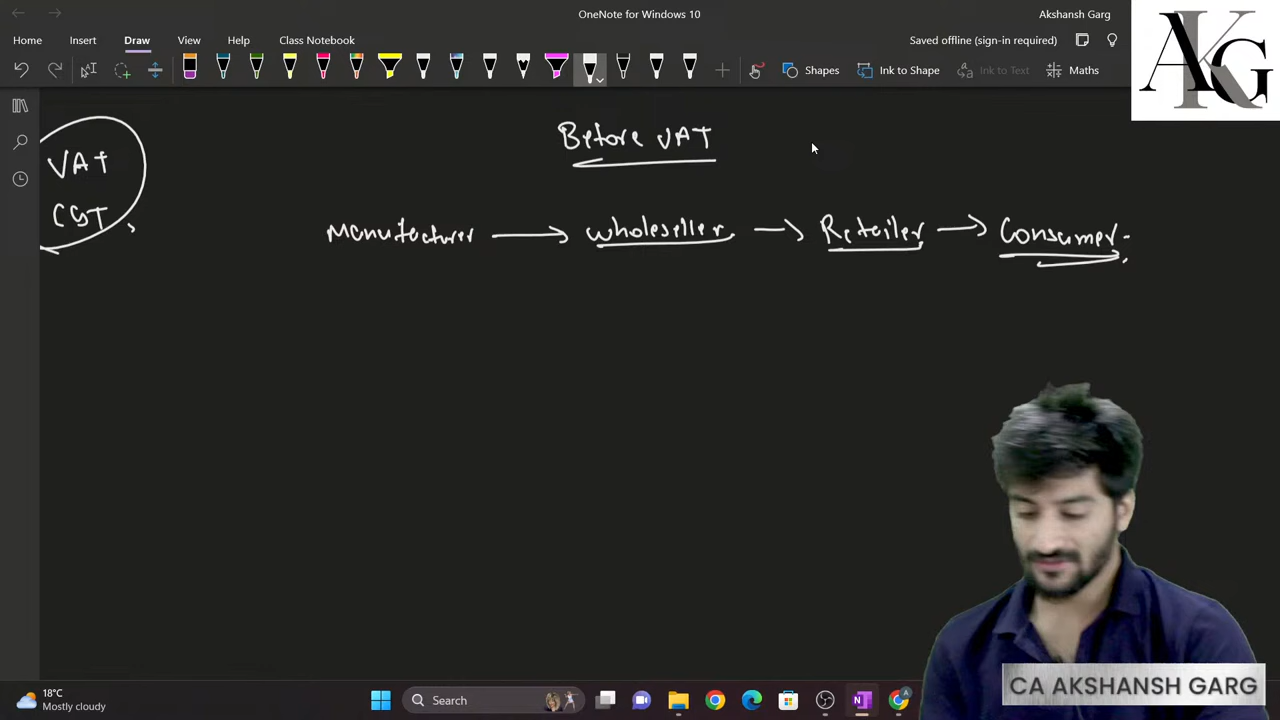 OneNote for Windows 10
Akshansh Garg
Home Insert Draw View Help Class Notebook
Saved offline (sign-in required)
Shapes Ink to Shape Ink to Text Maths
AKG
Before VAT
VAT
CST
Manufacturer → wholeseller → Retailer → Consumer
18°C
Mostly cloudy
Search
CA AKSHANSH GARG